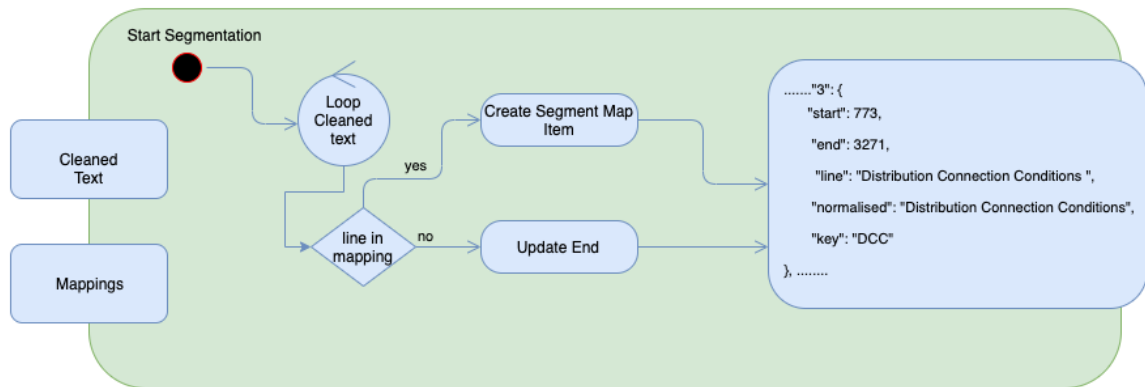 Start Segmentation
Cleaned
Text
Mappings
Loop
Cleaned
text
line in
mapping
yes
no
Create Segment Map
Item
Update End
......."3": {
"start": 773,
"end": 3271,
"line": "Distribution Connection Conditions ",
"normalised": "Distribution Connection Conditions",
"key": "DCC"
}, ........